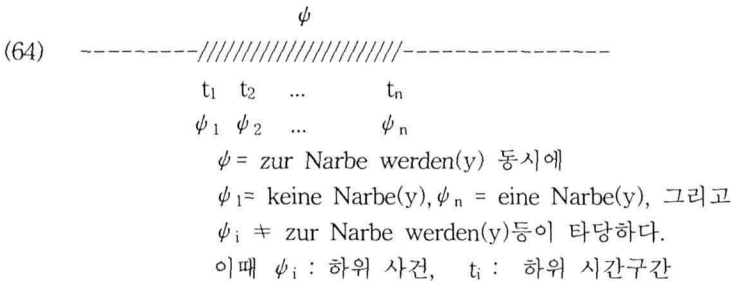 ψ
(64) ---------///////////////////////----------------
t₁ t₂ ... tₙ
ψ₁ ψ₂ ... ψₙ
ψ = zur Narbe werden(y) 동시에
ψ₁= keine Narbe(y), ψₙ = eine Narbe(y), 그리고
ψᵢ ≠ zur Narbe werden(y)등이 타당하다.
이때 ψᵢ : 하위 사건, tᵢ : 하위 시간구간